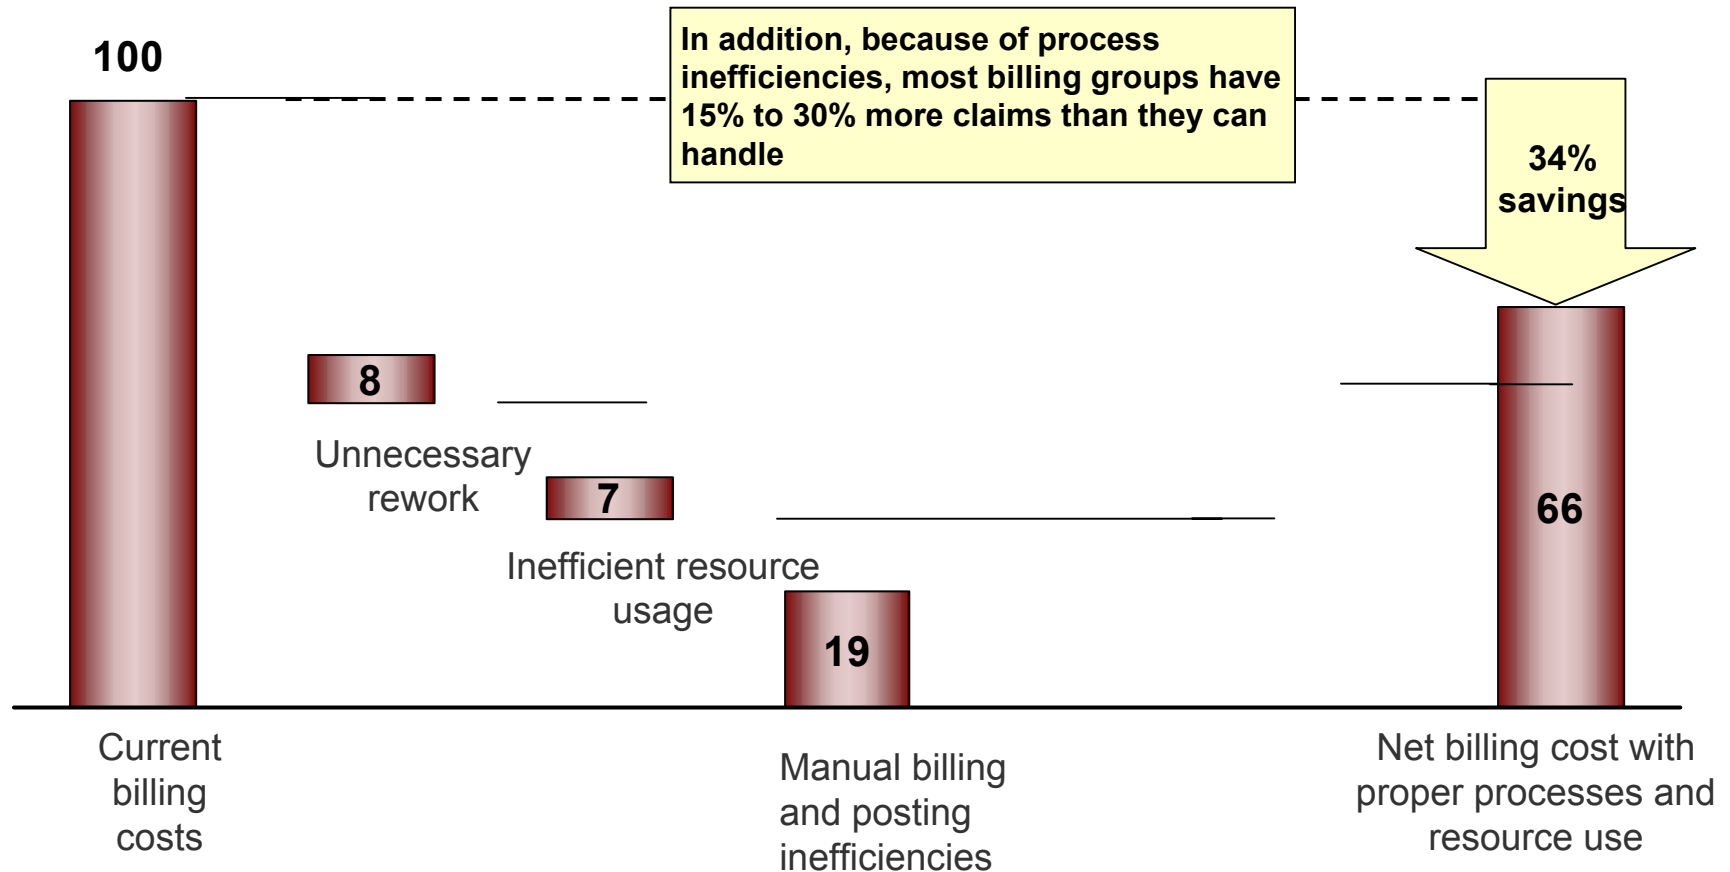 100
In addition, because of process
inefficiencies, most billing groups have
15% to 30% more claims than they can
handle
34%
savings
8
Unnecessary
rework
7
Inefficient resource
usage
19
66
Current
billing
costs
Manual billing
and posting
inefficiencies
Net billing cost with
proper processes and
resource use